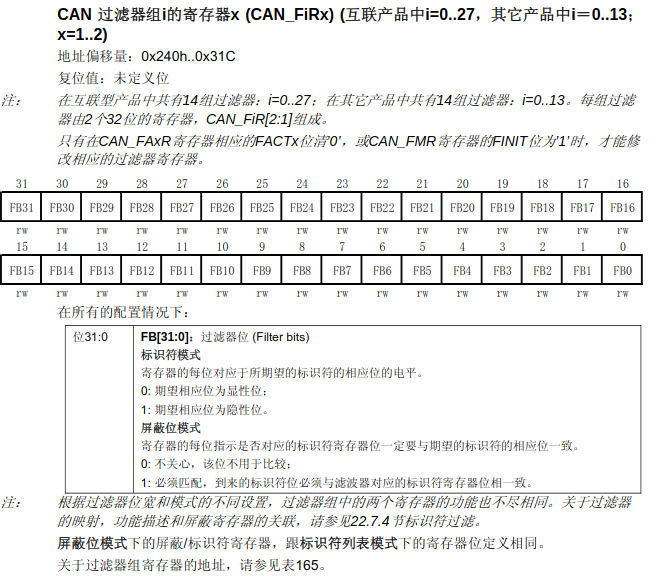 CAN 过滤器组i的寄存器x (CAN_FiRx) (互联产品中i=0..27，其它产品中i＝0..13；
x=1..2)
地址偏移量：0x240h..0x31C
复位值：未定义位
注： 在互联型产品中共有14组过滤器：i=0..27；在其它产品中共有14组过滤器：i=0..13。每组过滤
器由2个32位的寄存器，CAN_FiR[2:1]组成。
只有在CAN_FAxR寄存器相应的FACTx位清'0'，或CAN_FMR寄存器的FINIT位为'1'时，才能修
改相应的过滤器寄存器。
31 30 29 28 27 26 25 24 23 22 21 20 19 18 17 16
FB31 FB30 FB29 FB28 FB27 FB26 FB25 FB24 FB23 FB22 FB21 FB20 FB19 FB18 FB17 FB16
rw rw rw rw rw rw rw rw rw rw rw rw rw rw rw rw
15 14 13 12 11 10 9 8 7 6 5 4 3 2 1 0
FB15 FB14 FB13 FB12 FB11 FB10 FB9 FB8 FB7 FB6 FB5 FB4 FB3 FB2 FB1 FB0
rw rw rw rw rw rw rw rw rw rw rw rw rw rw rw rw
在所有的配置情况下：
位31:0 FB[31:0]：过滤器位 (Filter bits)
标识符模式
寄存器的每位对应于所期望的标识符的相应位的电平。
0: 期望相应位为显性位；
1: 期望相应位为隐性位。
屏蔽位模式
寄存器的每位指示是否对应的标识符寄存器位一定要与期望的标识符的相应位一致。
0: 不关心，该位不用于比较；
1: 必须匹配，到来的标识符位必须与滤波器对应的标识符寄存器位相一致。
注： 根据过滤器位宽和模式的不同设置，过滤器组中的两个寄存器的功能也不尽相同。关于过滤器
的映射，功能描述和屏蔽寄存器的关联，请参见22.7.4节标识符过滤。
屏蔽位模式下的屏蔽/标识符寄存器，跟标识符列表模式下的寄存器位定义相同。
关于过滤器组寄存器的地址，请参见表165。